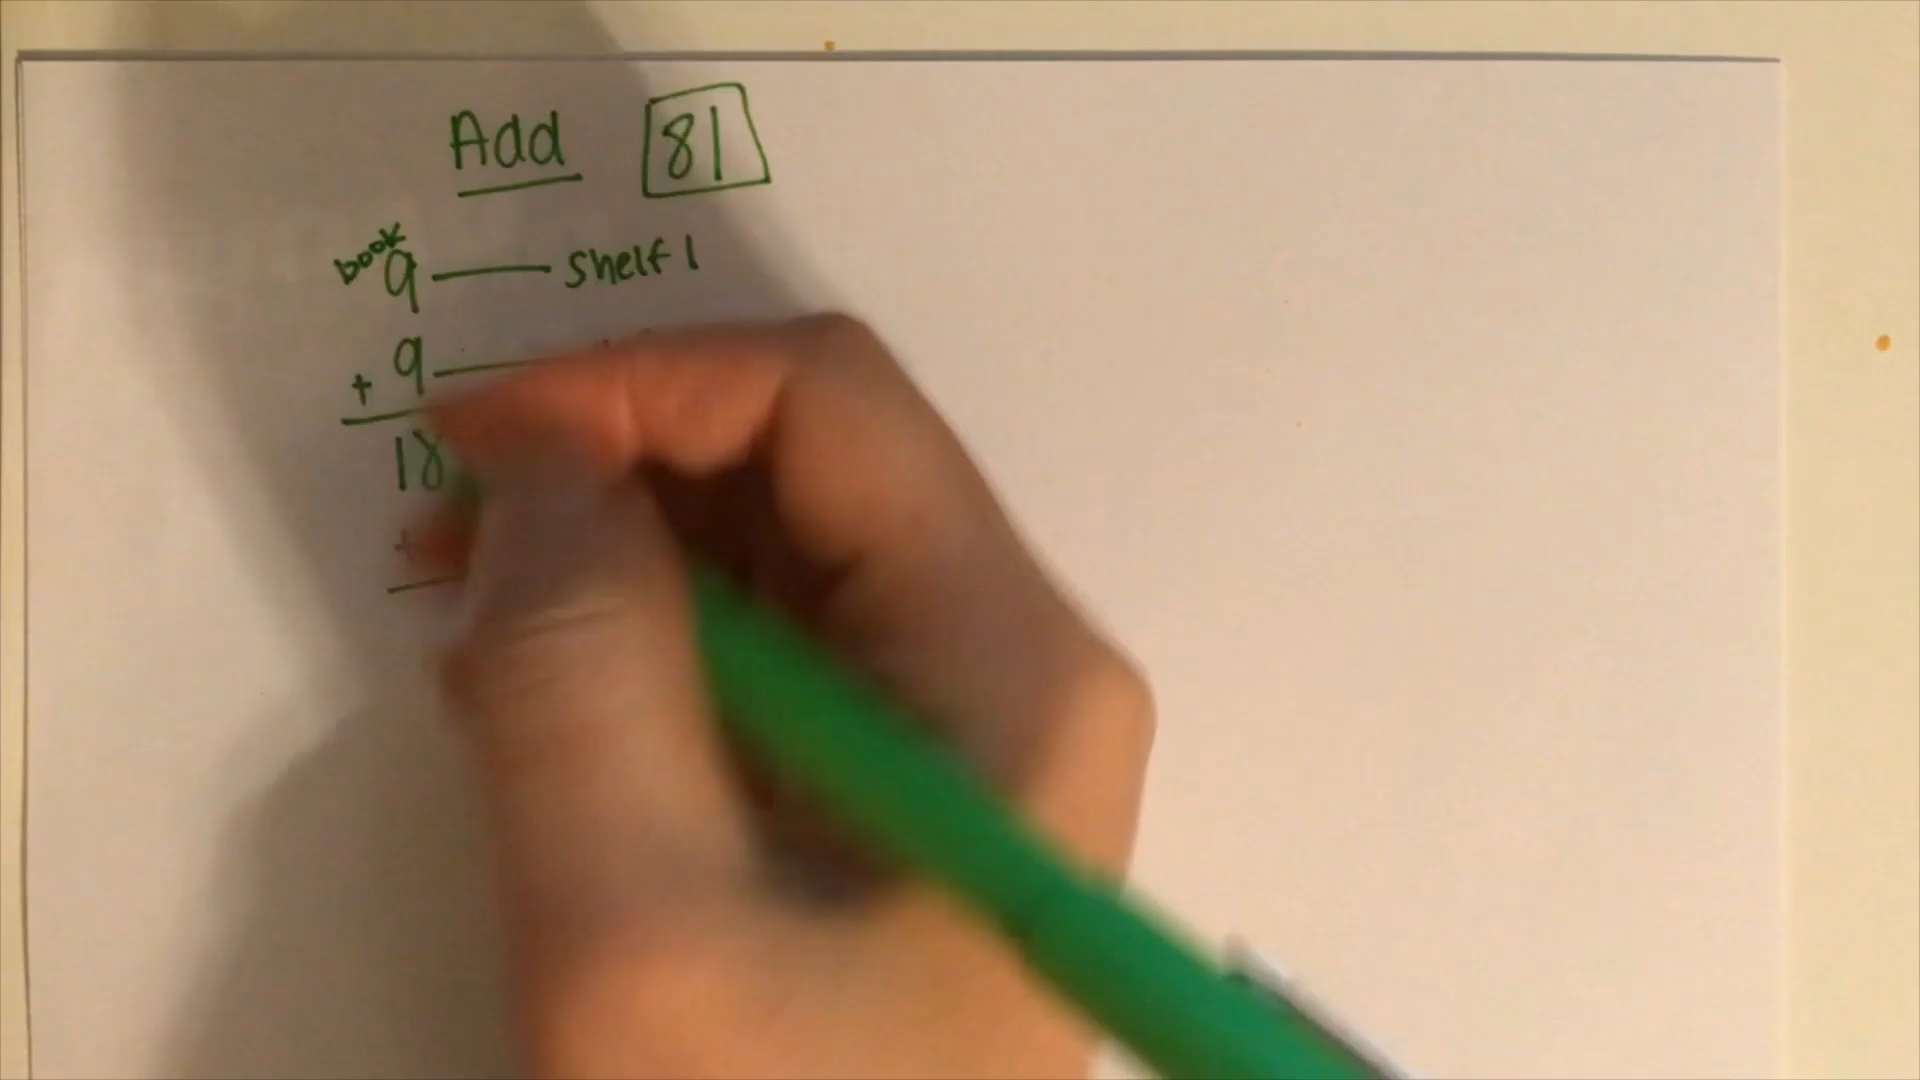 Add 81
book
9 — shelf 1
+ 9 —
18
+